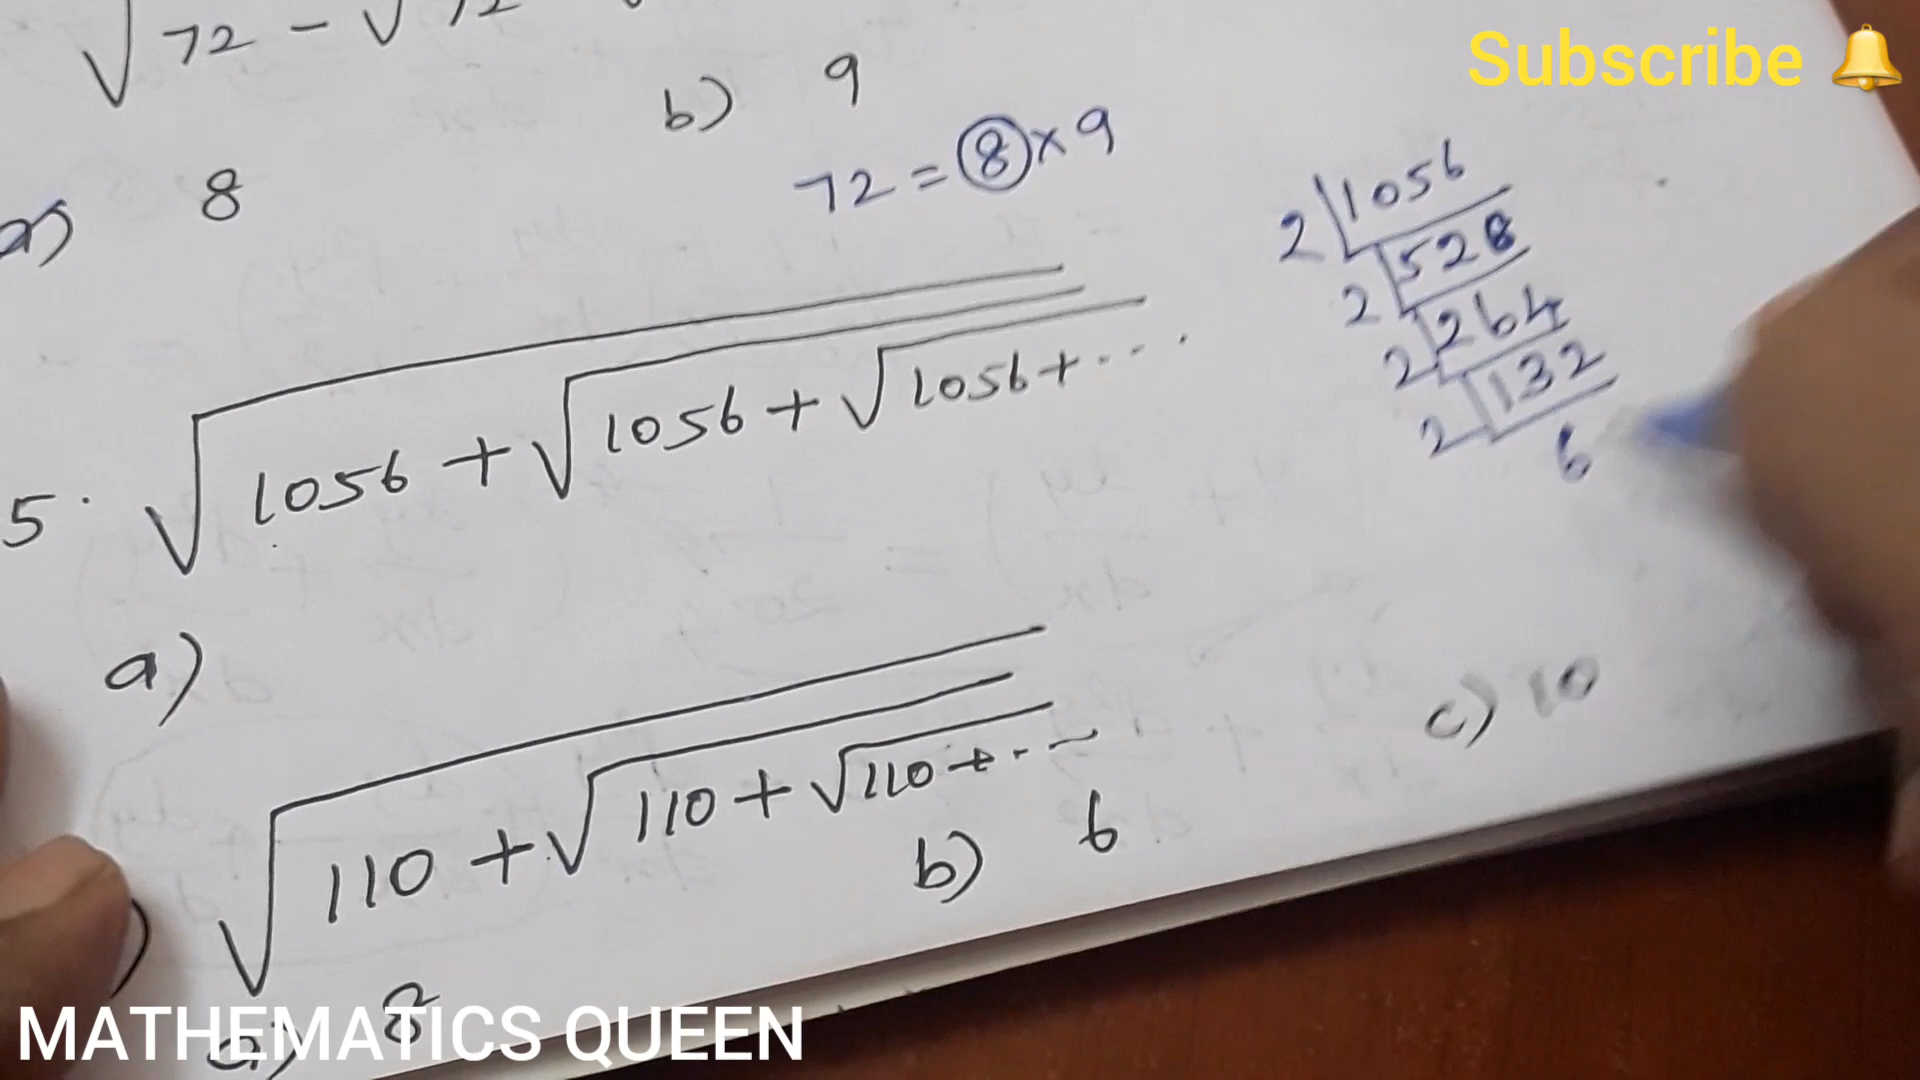 √72 - √72
Subscribe 🔔
a) 8 b) 9
72 = 8 × 9
2 | 1056
2 | 528
2 | 264
2 | 132
6
5. √1056 + √1056 + √1056 + ...
a)
√110 + √110 + √110 + ...
a) 8 b) 6 c) 10
MATHEMATICS QUEEN